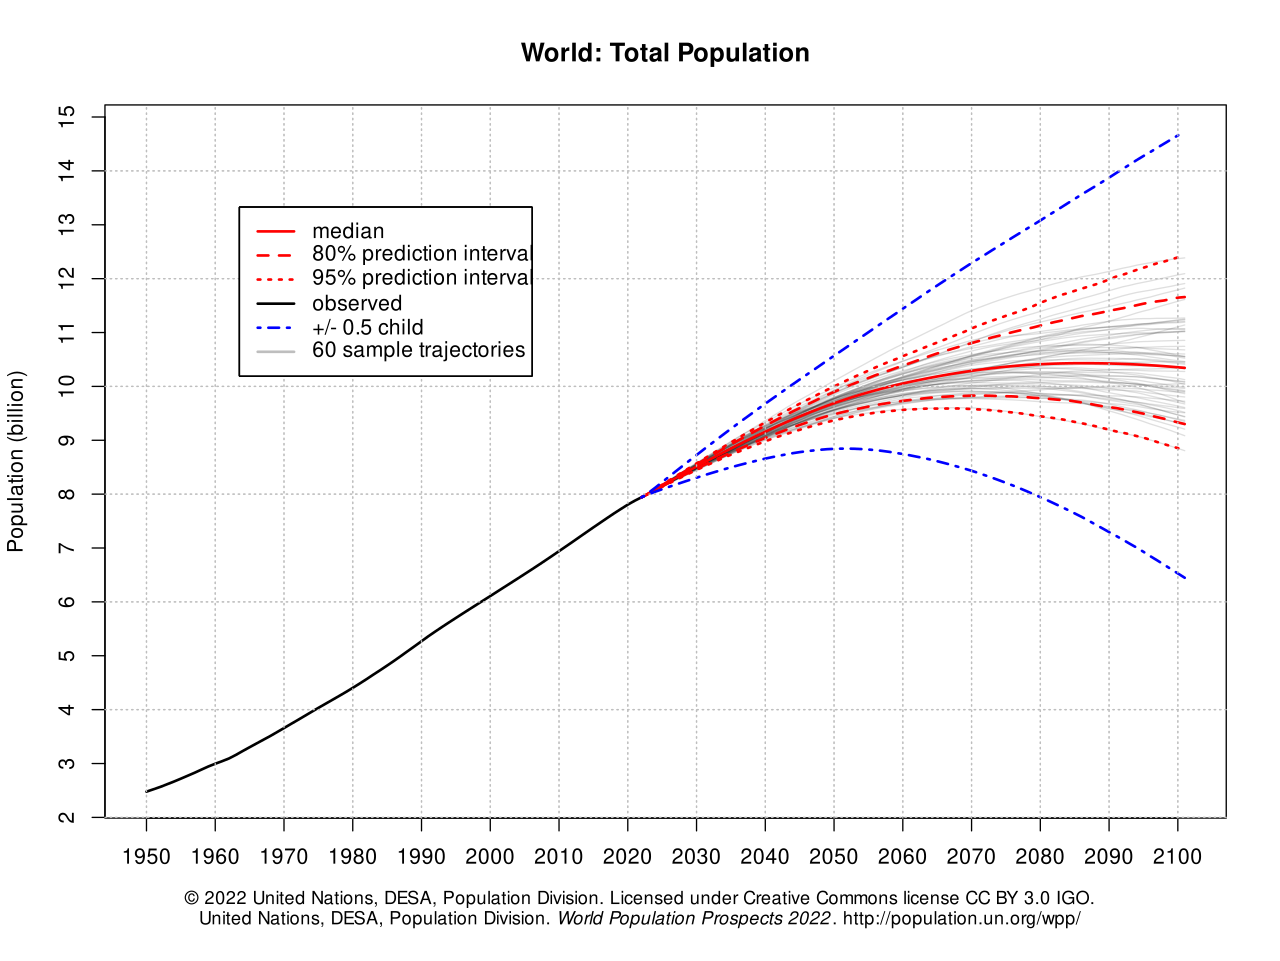 World: Total Population
Population (billion)
15
14
13
12
11
10
9
8
7
6
5
4
3
2
median
80% prediction interval
95% prediction interval
observed
+/- 0.5 child
60 sample trajectories
1950 1960 1970 1980 1990 2000 2010 2020 2030 2040 2050 2060 2070 2080 2090 2100
© 2022 United Nations, DESA, Population Division. Licensed under Creative Commons license CC BY 3.0 IGO.
United Nations, DESA, Population Division. World Population Prospects 2022. http://population.un.org/wpp/